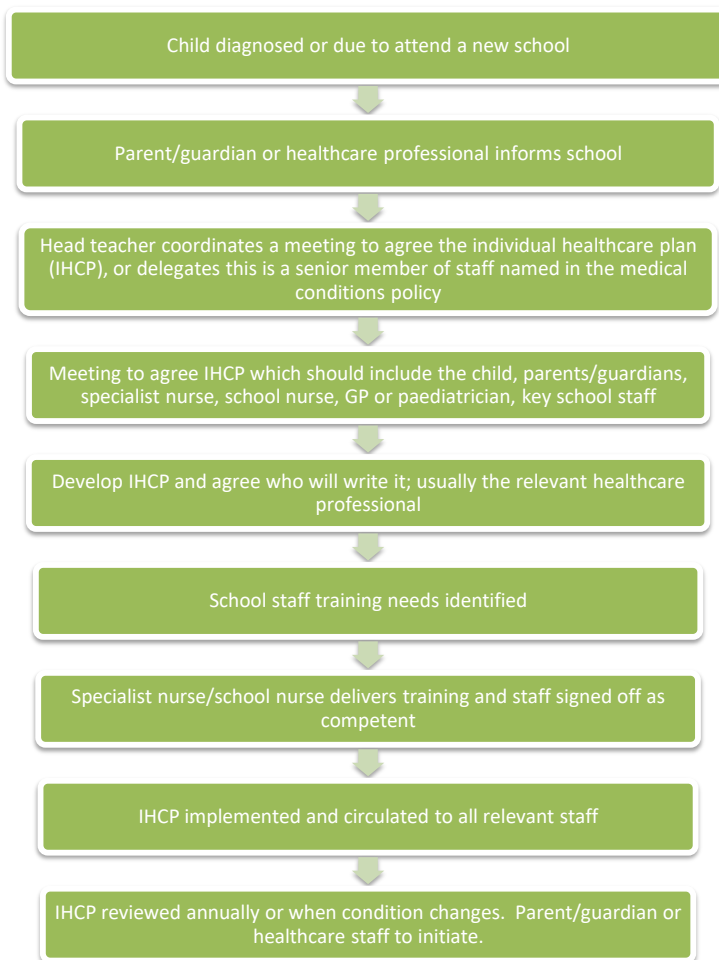 Child diagnosed or due to attend a new school
Parent/guardian or healthcare professional informs school
Head teacher coordinates a meeting to agree the individual healthcare plan
(IHCP), or delegates this is a senior member of staff named in the medical
conditions policy
Meeting to agree IHCP which should include the child, parents/guardians,
specialist nurse, school nurse, GP or paediatrician, key school staff
Develop IHCP and agree who will write it; usually the relevant healthcare
professional
School staff training needs identified
Specialist nurse/school nurse delivers training and staff signed off as
competent
IHCP implemented and circulated to all relevant staff
IHCP reviewed annually or when condition changes.  Parent/guardian or
healthcare staff to initiate.